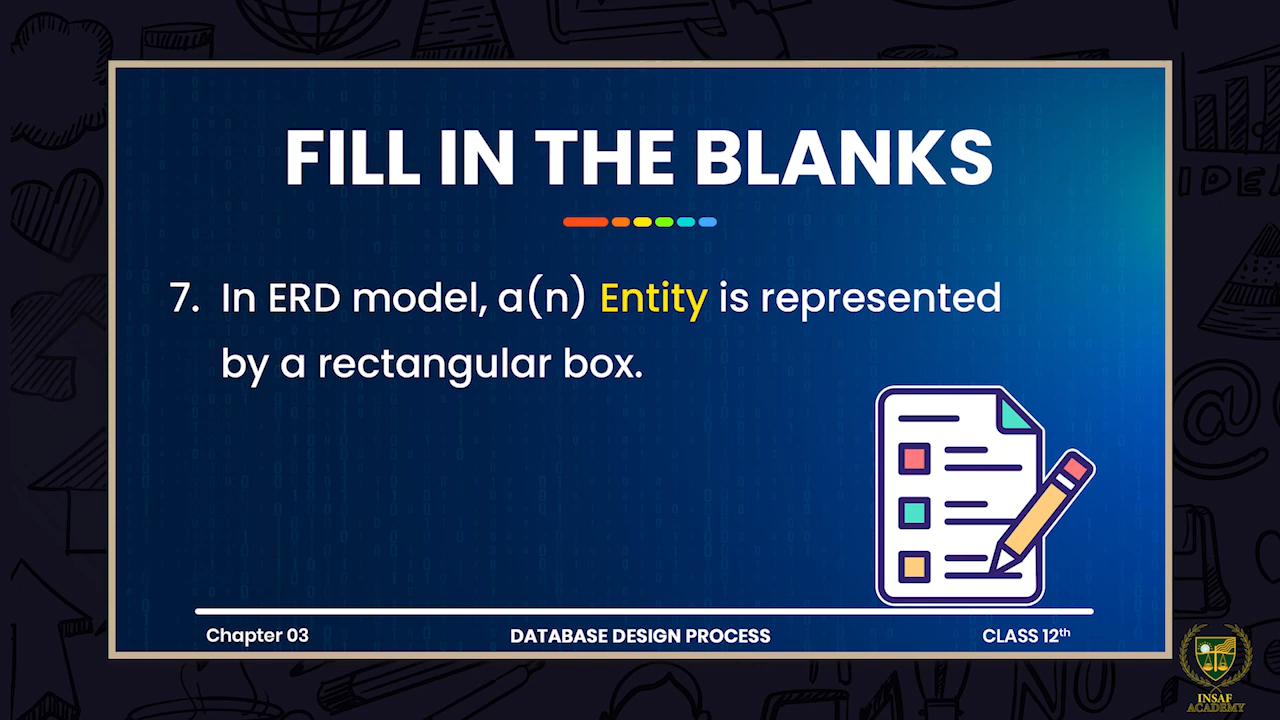 FILL IN THE BLANKS
7. In ERD model, a(n) Entity is represented
by a rectangular box.
Chapter 03
DATABASE DESIGN PROCESS
CLASS 12th
IDEA
INSAF
ACADEMY